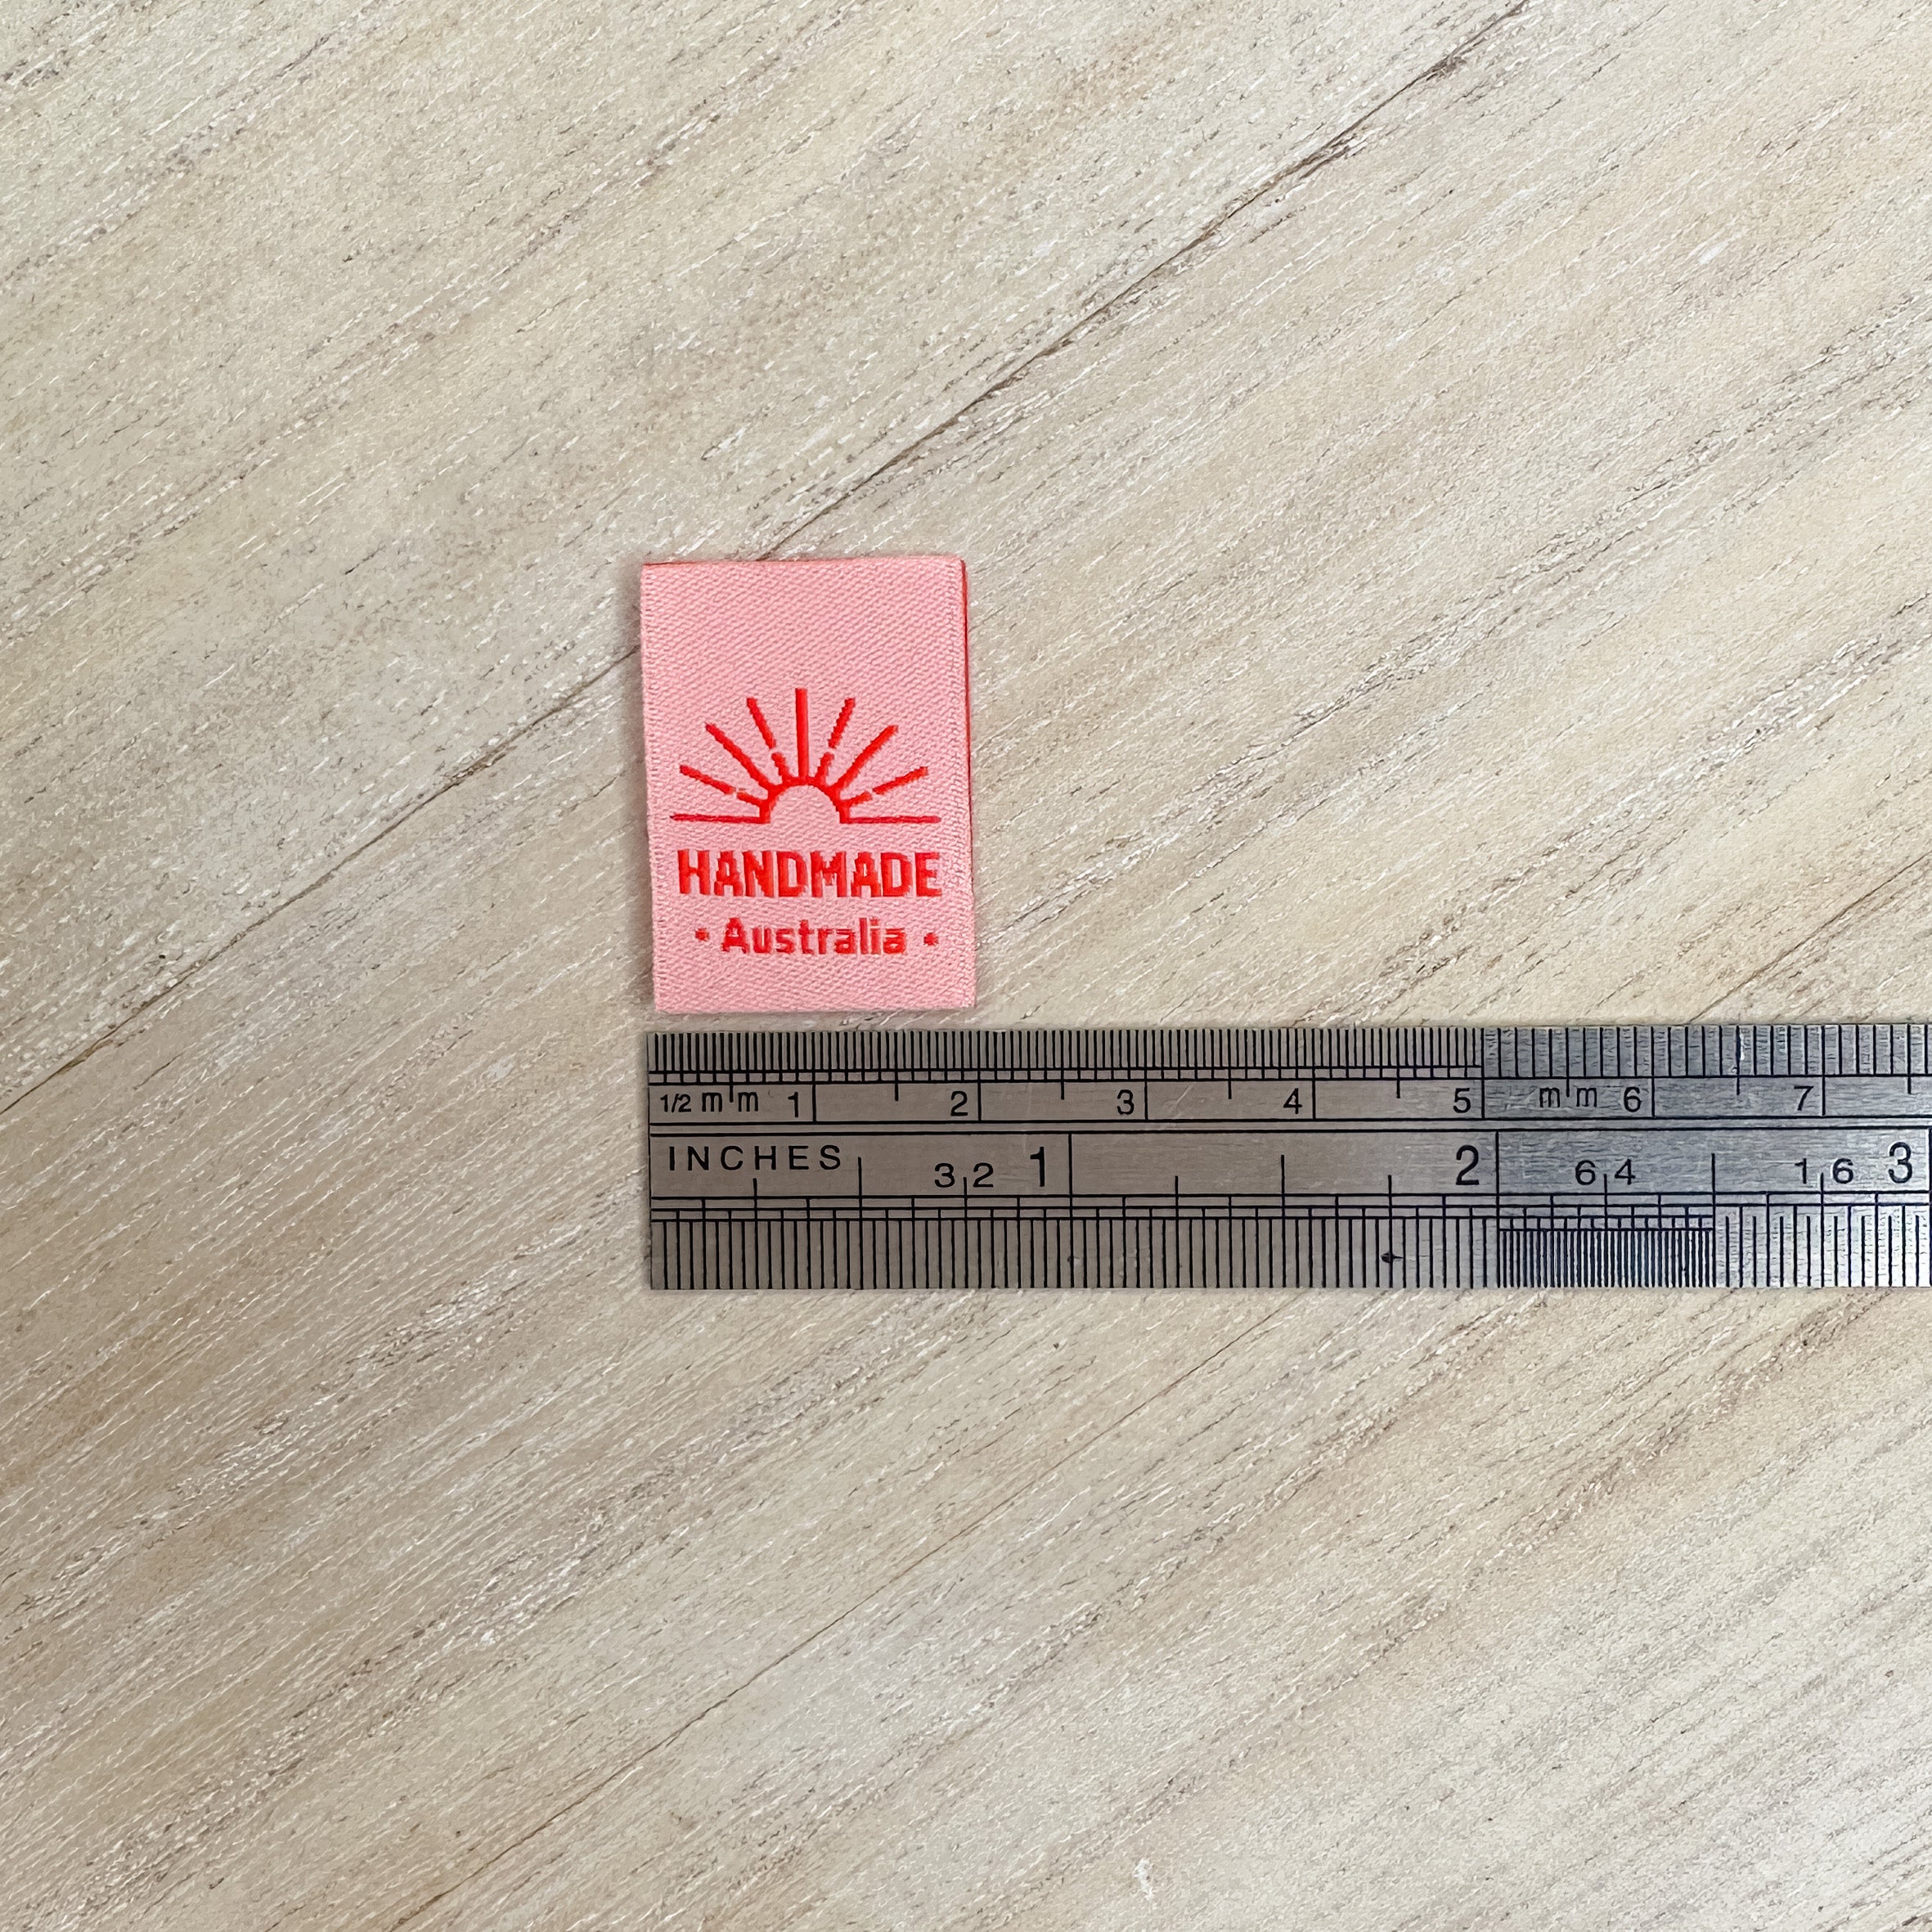 HANDMADE
• Australia •
1/2 mm 1 2 3 4 5 mm 6 7
INCHES 32 1 2 64 16 3